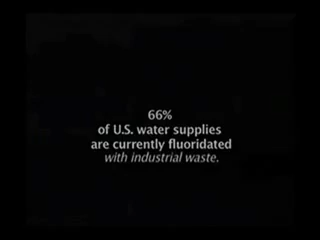 66%
of U.S. water supplies
are currently fluoridated
with industrial waste.